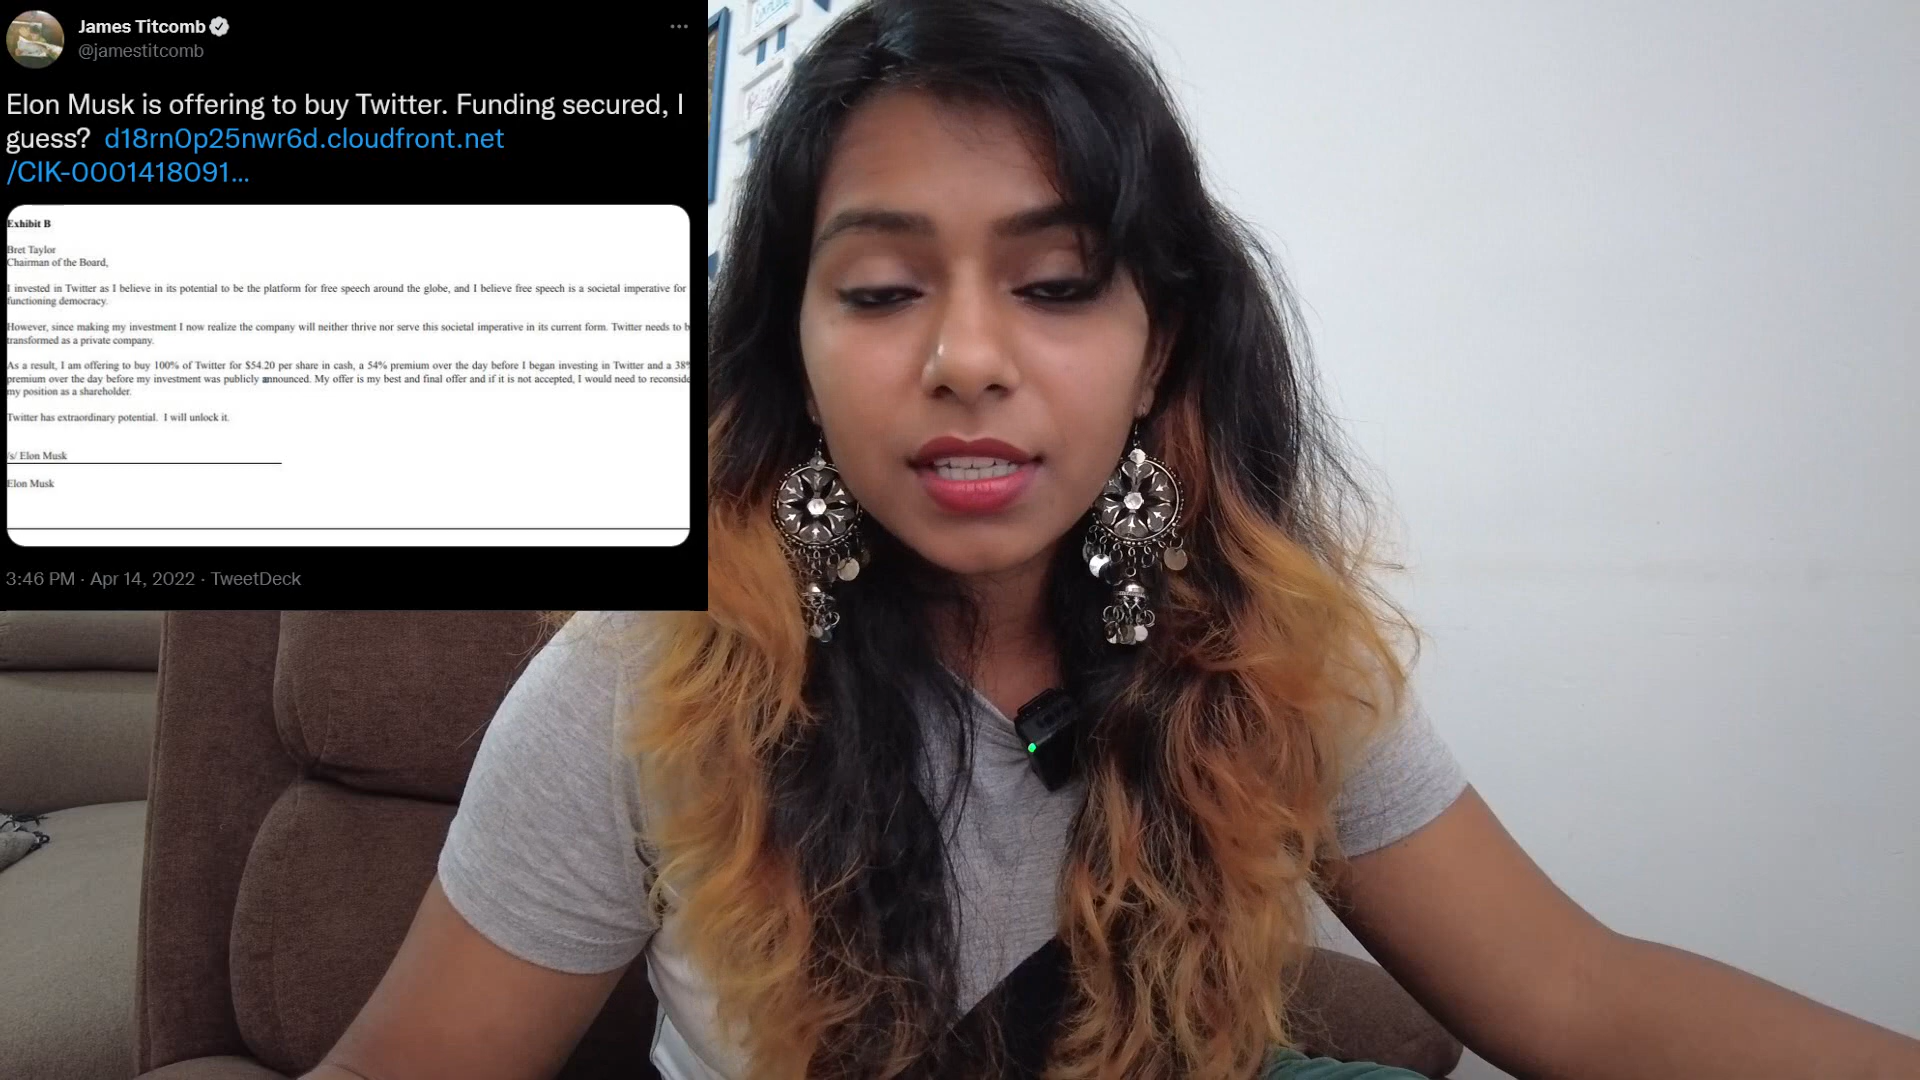 James Titcomb
@jamestitcomb
Elon Musk is offering to buy Twitter. Funding secured, I
guess? d18rn0p25nwr6d.cloudfront.net
/CIK-0001418091...
Exhibit B
Bret Taylor
Chairman of the Board,
I invested in Twitter as I believe in its potential to be the platform for free speech around the globe, and I believe free speech is a societal imperative for
functioning democracy.
However, since making my investment I now realize the company will neither thrive nor serve this societal imperative in its current form. Twitter needs to b
transformed as a private company.
As a result, I am offering to buy 100% of Twitter for $54.20 per share in cash, a 54% premium over the day before I began investing in Twitter and a 38%
premium over the day before my investment was publicly announced. My offer is my best and final offer and if it is not accepted, I would need to reconside
my position as a shareholder.
Twitter has extraordinary potential. I will unlock it.
/s/ Elon Musk
Elon Musk
3:46 PM · Apr 14, 2022 · TweetDeck